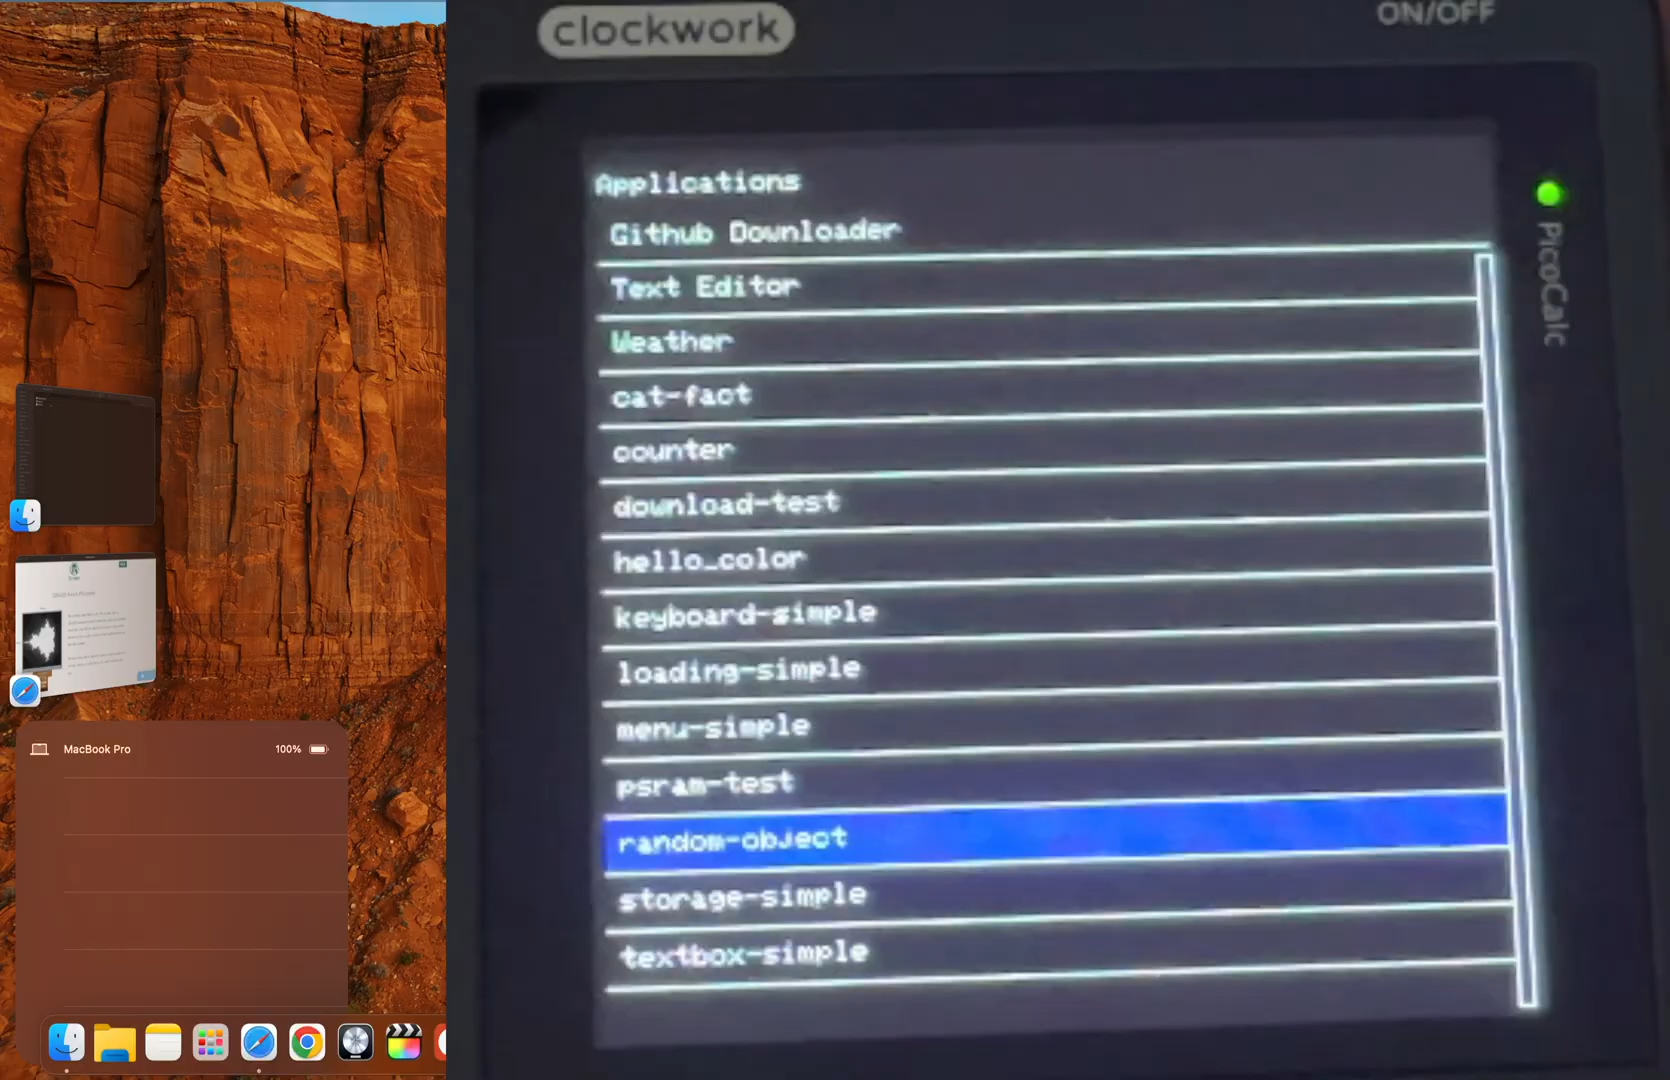 clockwork
ON/OFF
PicoCalc
Applications
Github Downloader
Text Editor
Weather
cat-fact
counter
download-test
hello_color
keyboard-simple
loading-simple
menu-simple
psram-test
random-object
storage-simple
textbox-simple
MacBook Pro
100%